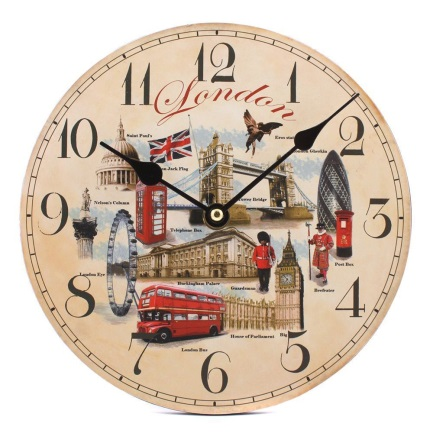 12
11
1
London
10
2
Saint Paul's
Union Jack Flag
Eros statue
Gherkin
9
3
Nelson's Column
Tower Bridge
Telephone Box
Post Box
8
4
London Eye
Buckingham Palace
Guardsman
Beefeater
7
5
London Bus
House of Parliament
Big
6